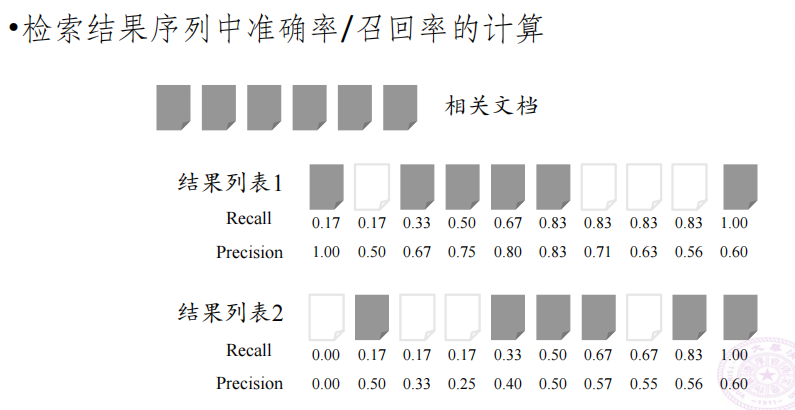 •检索结果序列中准确率/召回率的计算
相关文档
结果列表1
Recall 0.17 0.17 0.33 0.50 0.67 0.83 0.83 0.83 0.83 1.00
Precision 1.00 0.50 0.67 0.75 0.80 0.83 0.71 0.63 0.56 0.60
结果列表2
Recall 0.00 0.17 0.17 0.17 0.33 0.50 0.67 0.67 0.83 1.00
Precision 0.00 0.50 0.33 0.25 0.40 0.50 0.57 0.55 0.56 0.60